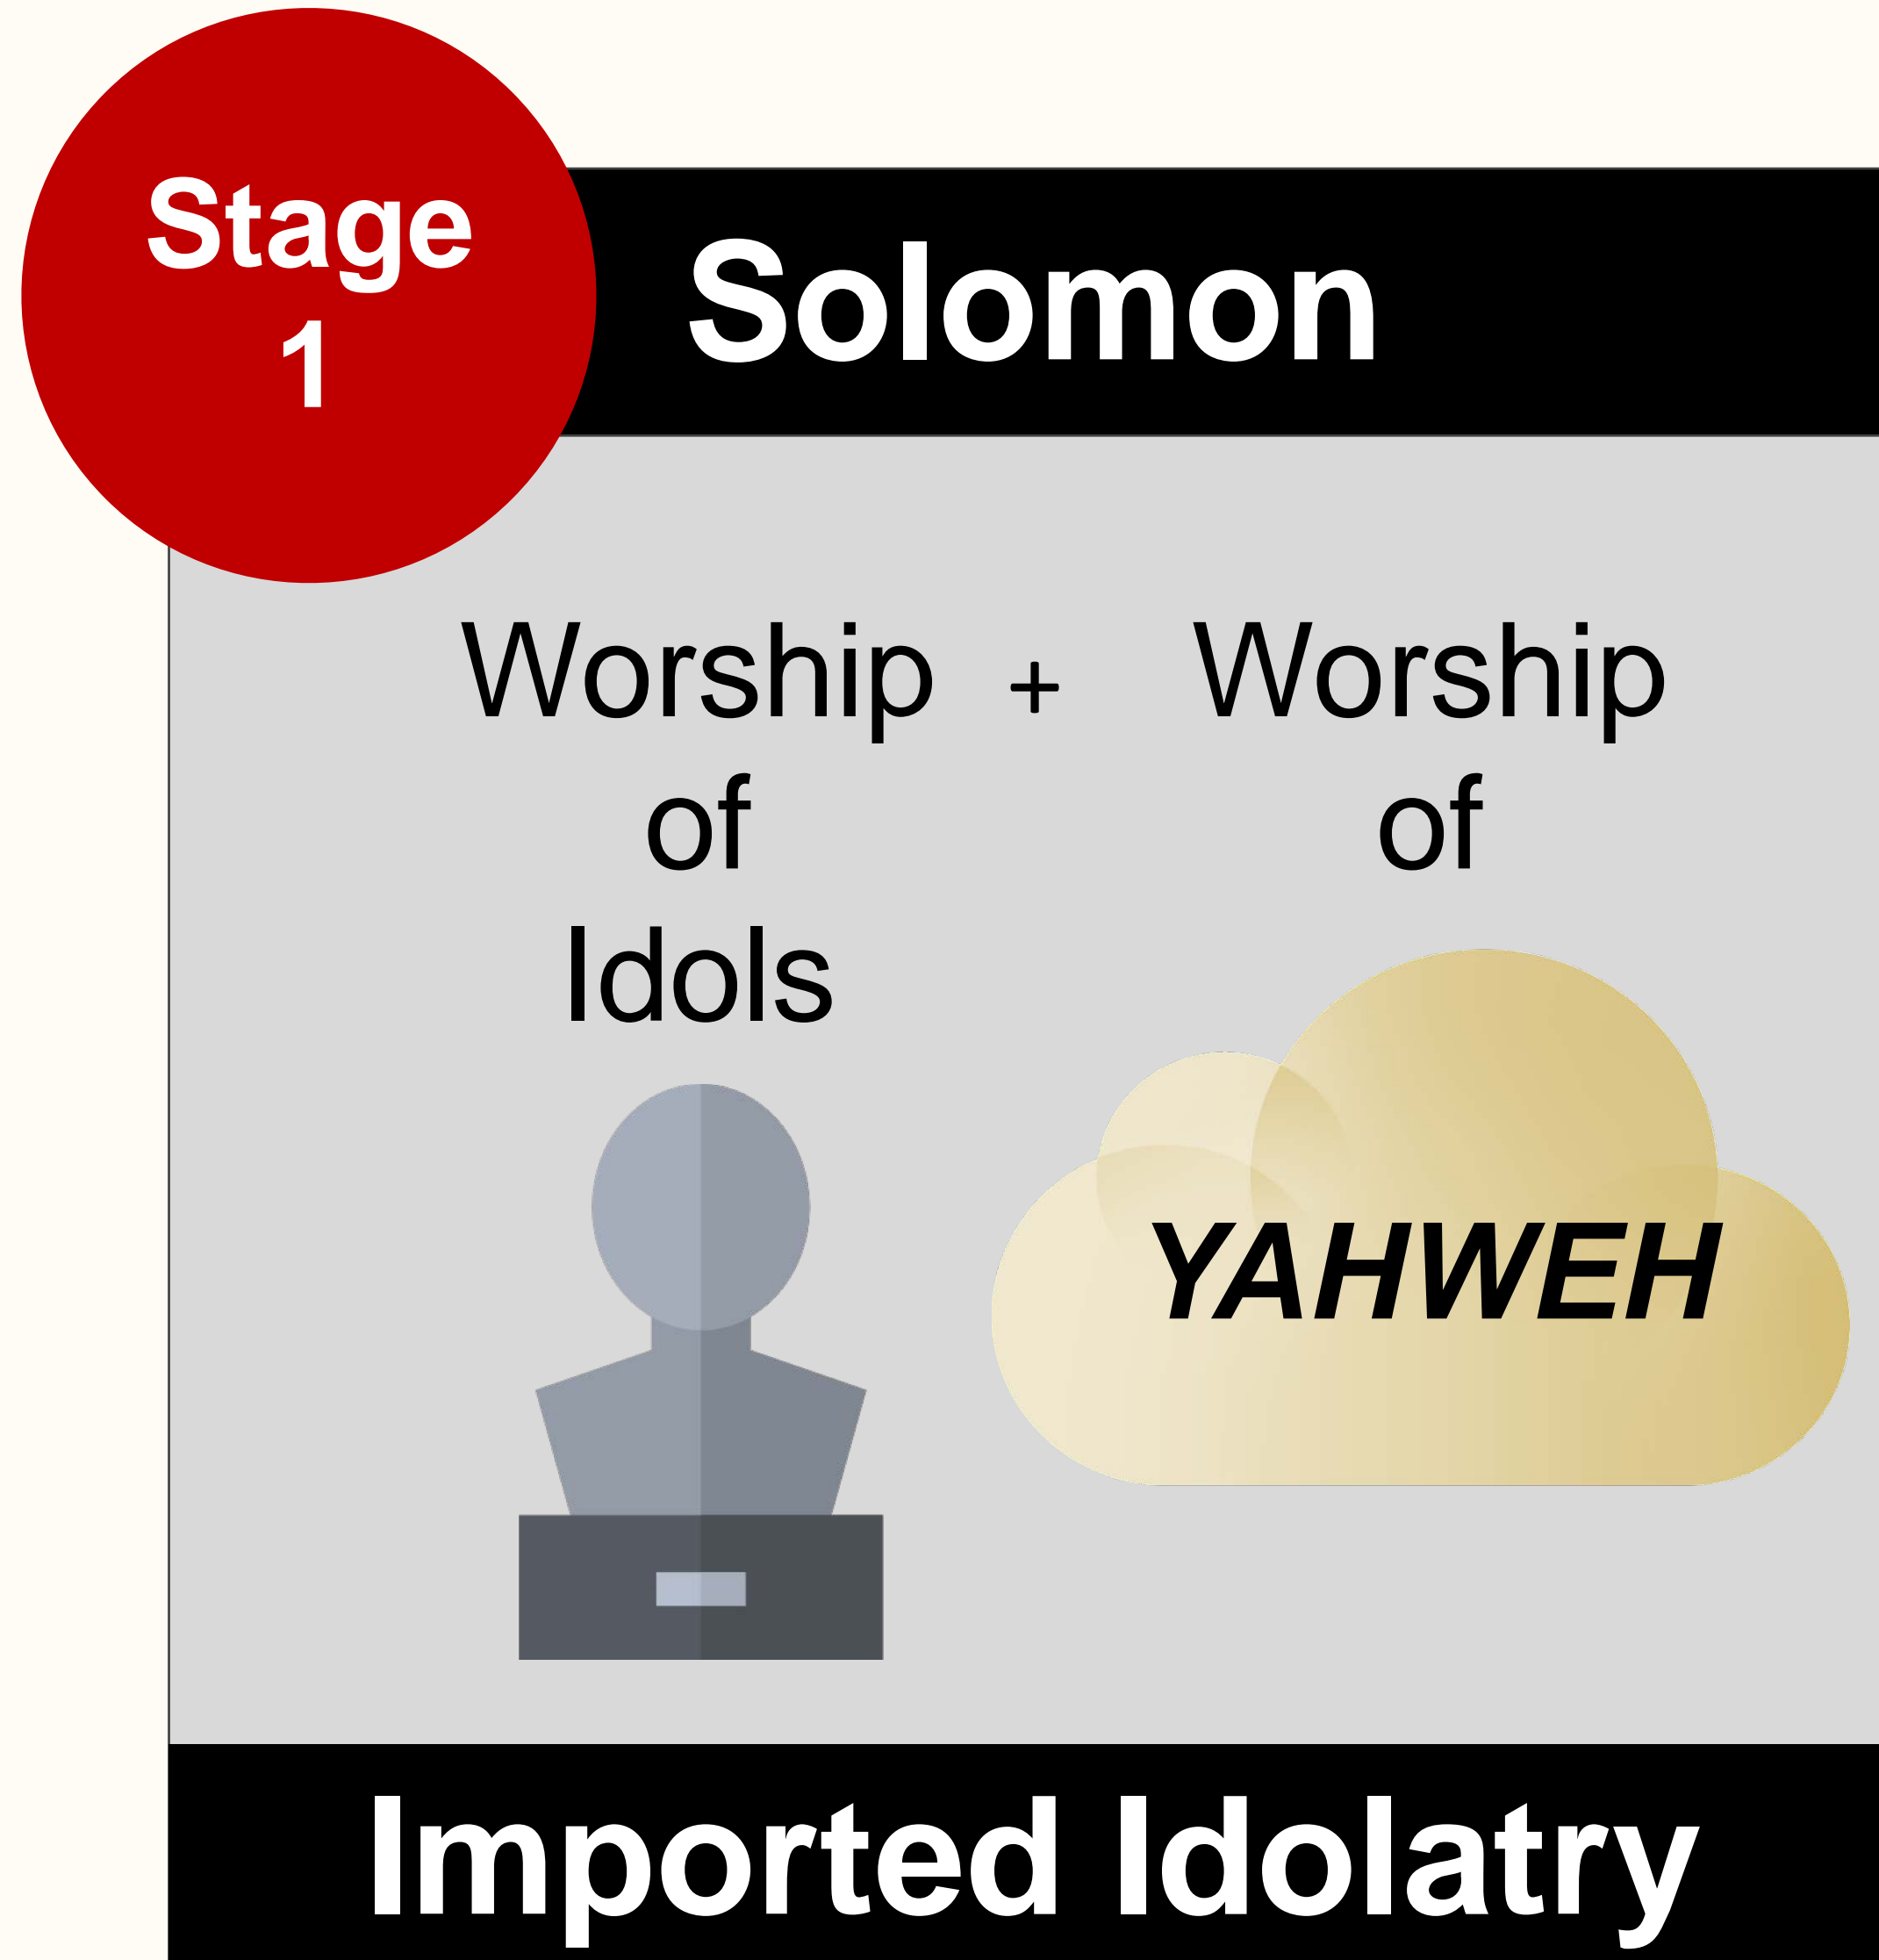 Stage
1
Solomon
Worship + Worship
of of
Idols
YAHWEH
Imported Idolatry